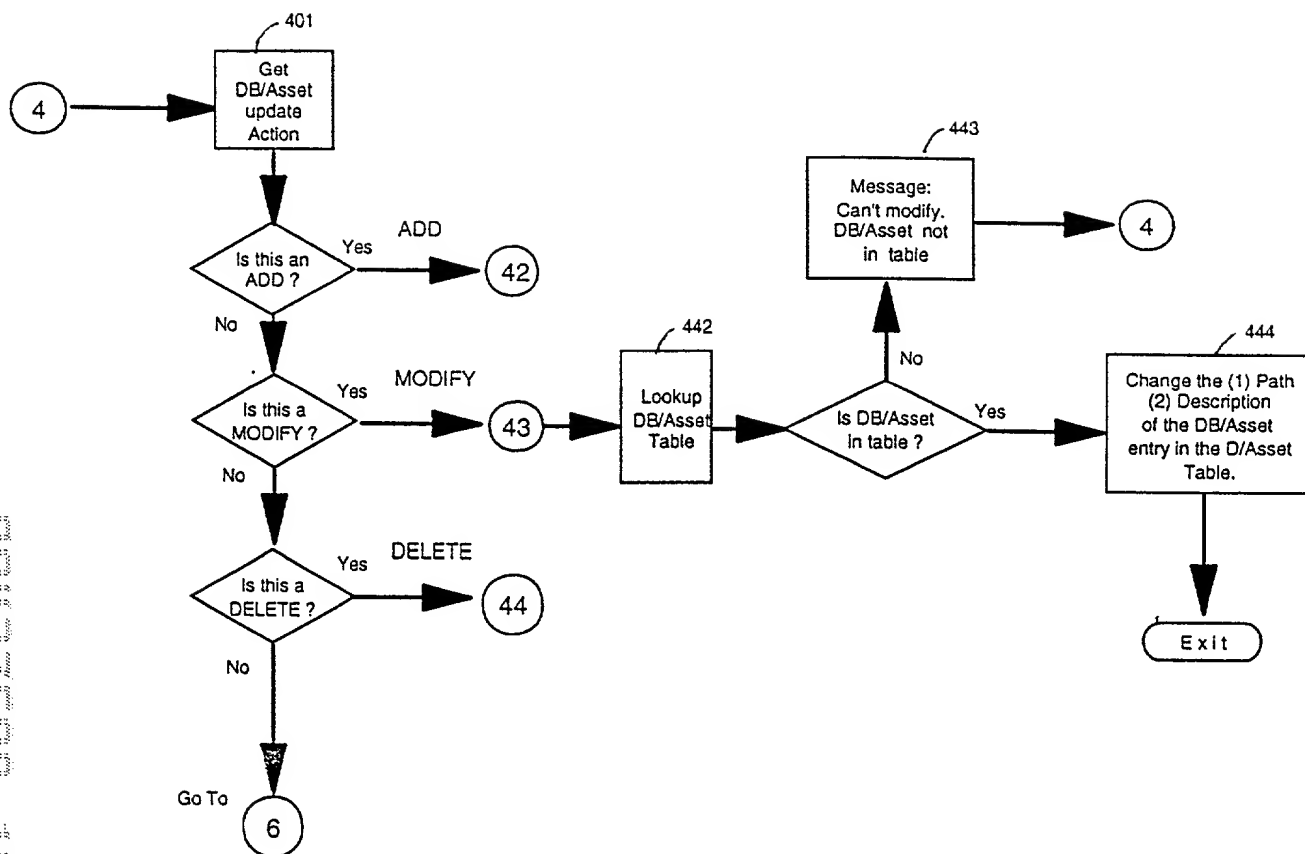 401
Get
DB/Asset
update
Action
4
Is this an
ADD ?
Yes
ADD
42
No
Is this a
MODIFY ?
Yes
MODIFY
43
442
Lookup
DB/Asset
Table
Is DB/Asset
in table ?
No
443
Message:
Can't modify.
DB/Asset not
in table
4
Yes
444
Change the (1) Path
(2) Description
of the DB/Asset
entry in the D/Asset
Table.
Exit
No
Is this a
DELETE ?
Yes
DELETE
44
No
Go To
6